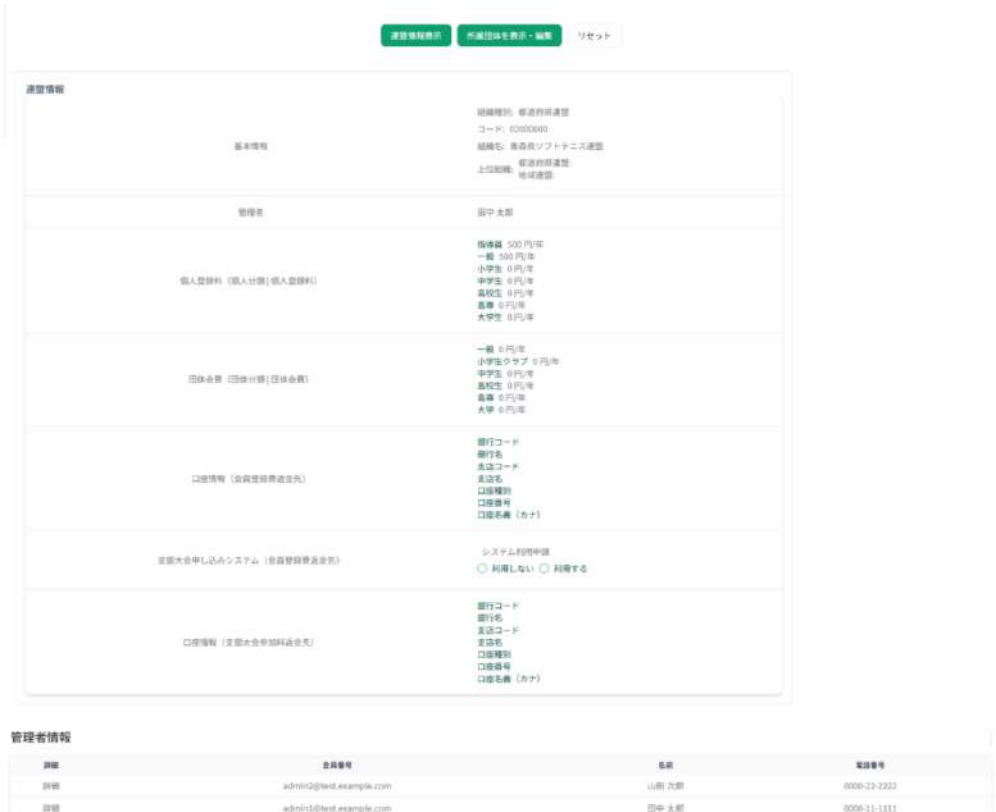 連盟情報表示 所属団体を表示・編集 リセット
連盟情報
基本情報
組織種別: 都道府県連盟
コード: 02000000
組織名: 青森県ソフトテニス連盟
上位組織: 都道府県連盟:
地域連盟:
管理者 田中 太郎
個人登録料（個人分類|個人登録料）
指導員 500 円/年
一般 500 円/年
小学生 0 円/年
中学生 0 円/年
高校生 0 円/年
高専 0 円/年
大学生 0 円/年
団体会費（団体分類|団体会費）
一般 0 円/年
小学生クラブ 0 円/年
中学生 0 円/年
高校生 0 円/年
高専 0 円/年
大学 0 円/年
口座情報（会員登録費返金先）
銀行コード
銀行名
支店コード
支店名
口座種別
口座番号
口座名義（カナ）
支部大会申し込みシステム（会員登録費返金先）
システム利用申請
利用しない 利用する
口座情報（支部大会参加料返金先）
銀行コード
銀行名
支店コード
支店名
口座種別
口座番号
口座名義（カナ）
管理者情報
詳細 会員番号 名前 電話番号
詳細 admin2@test.example.com 山田 次郎 0000-22-2222
詳細 admin1@test.example.com 田中 太郎 0000-11-1111